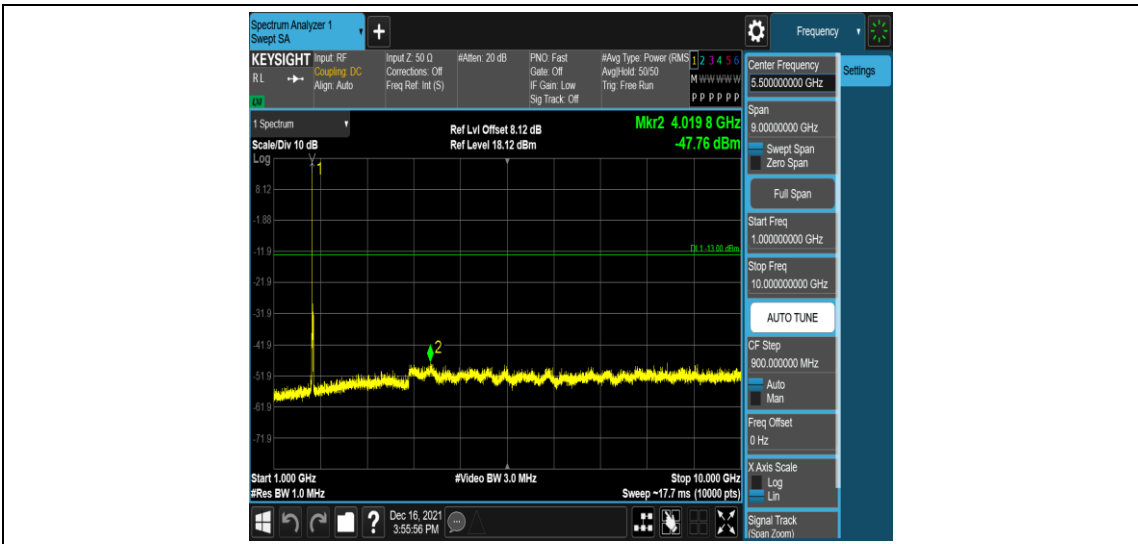 Spectrum Analyzer 1
Swept SA
Frequency
KEYSIGHT
RL
LXI
Input: RF
Coupling: DC
Align: Auto
Input Z: 50 Ω
Corrections: Off
Freq Ref: Int (S)
#Atten: 20 dB
PNO: Fast
Gate: Off
IF Gain: Low
Sig Track: Off
#Avg Type: Power (RMS
Avg|Hold: 50/50
Trig: Free Run
1 2 3 4 5 6
M W W W W W
P P P P P P
1 Spectrum
Scale/Div 10 dB
Log
Ref Lvl Offset 8.12 dB
Ref Level 18.12 dBm
Mkr2 4.019 8 GHz
-47.76 dBm
1
8.12
-1.88
-11.9
DL1 -13.00 dBm
-21.9
-31.9
-41.9
2
-51.9
-61.9
-71.9
Start 1.000 GHz
#Res BW 1.0 MHz
#Video BW 3.0 MHz
Stop 10.000 GHz
Sweep ~17.7 ms (10000 pts)
?
Dec 16, 2021
3:55:56 PM
Center Frequency
5.500000000 GHz
Settings
Span
9.00000000 GHz
Swept Span
Zero Span
Full Span
Start Freq
1.000000000 GHz
Stop Freq
10.000000000 GHz
AUTO TUNE
CF Step
900.000000 MHz
Auto
Man
Freq Offset
0 Hz
X Axis Scale
Log
Lin
Signal Track
(Span Zoom)